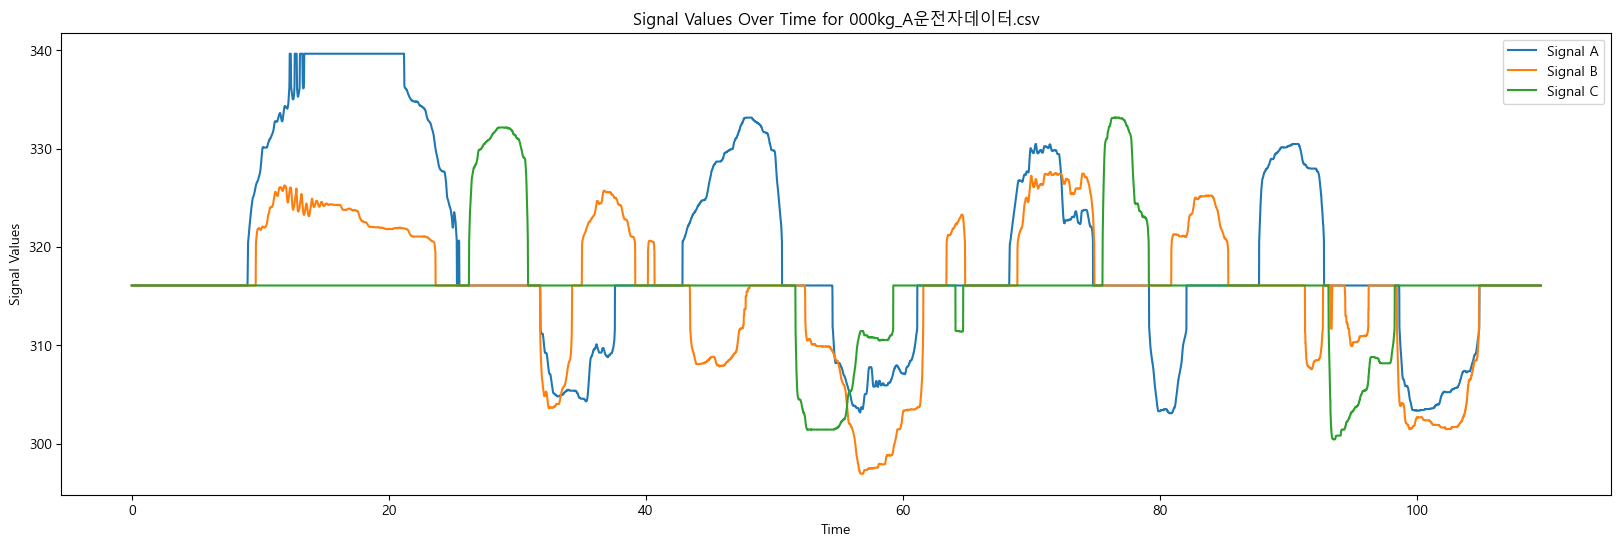 Signal Values Over Time for 000kg_A운전자데이터.csv
Signal Values
340
330
320
310
300
Signal A
Signal B
Signal C
0 20 40 60 80 100
Time